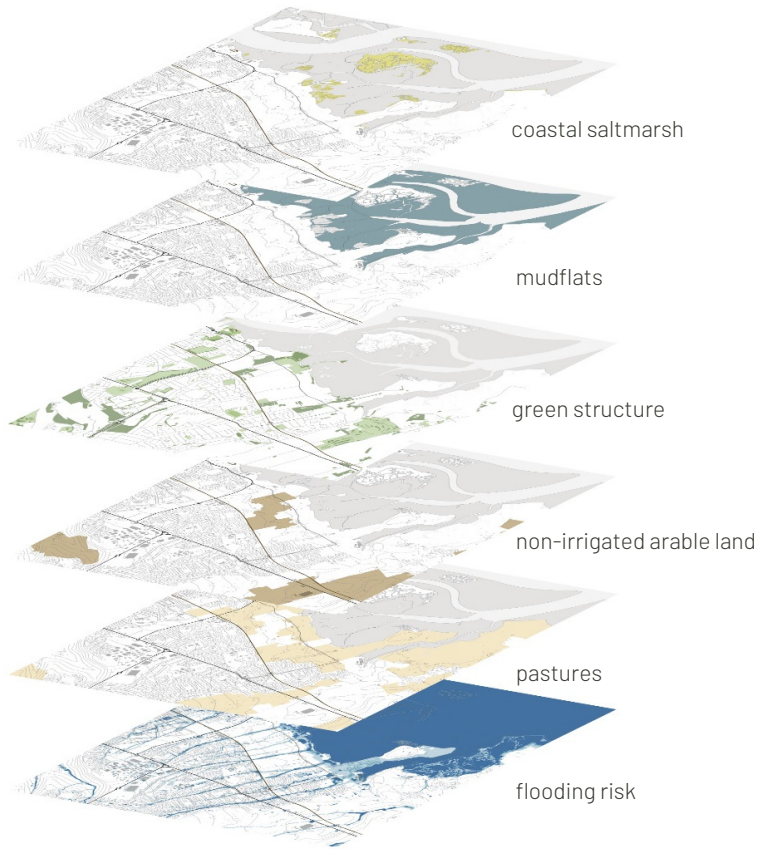 coastal saltmarsh
mudflats
green structure
non-irrigated arable land
pastures
flooding risk